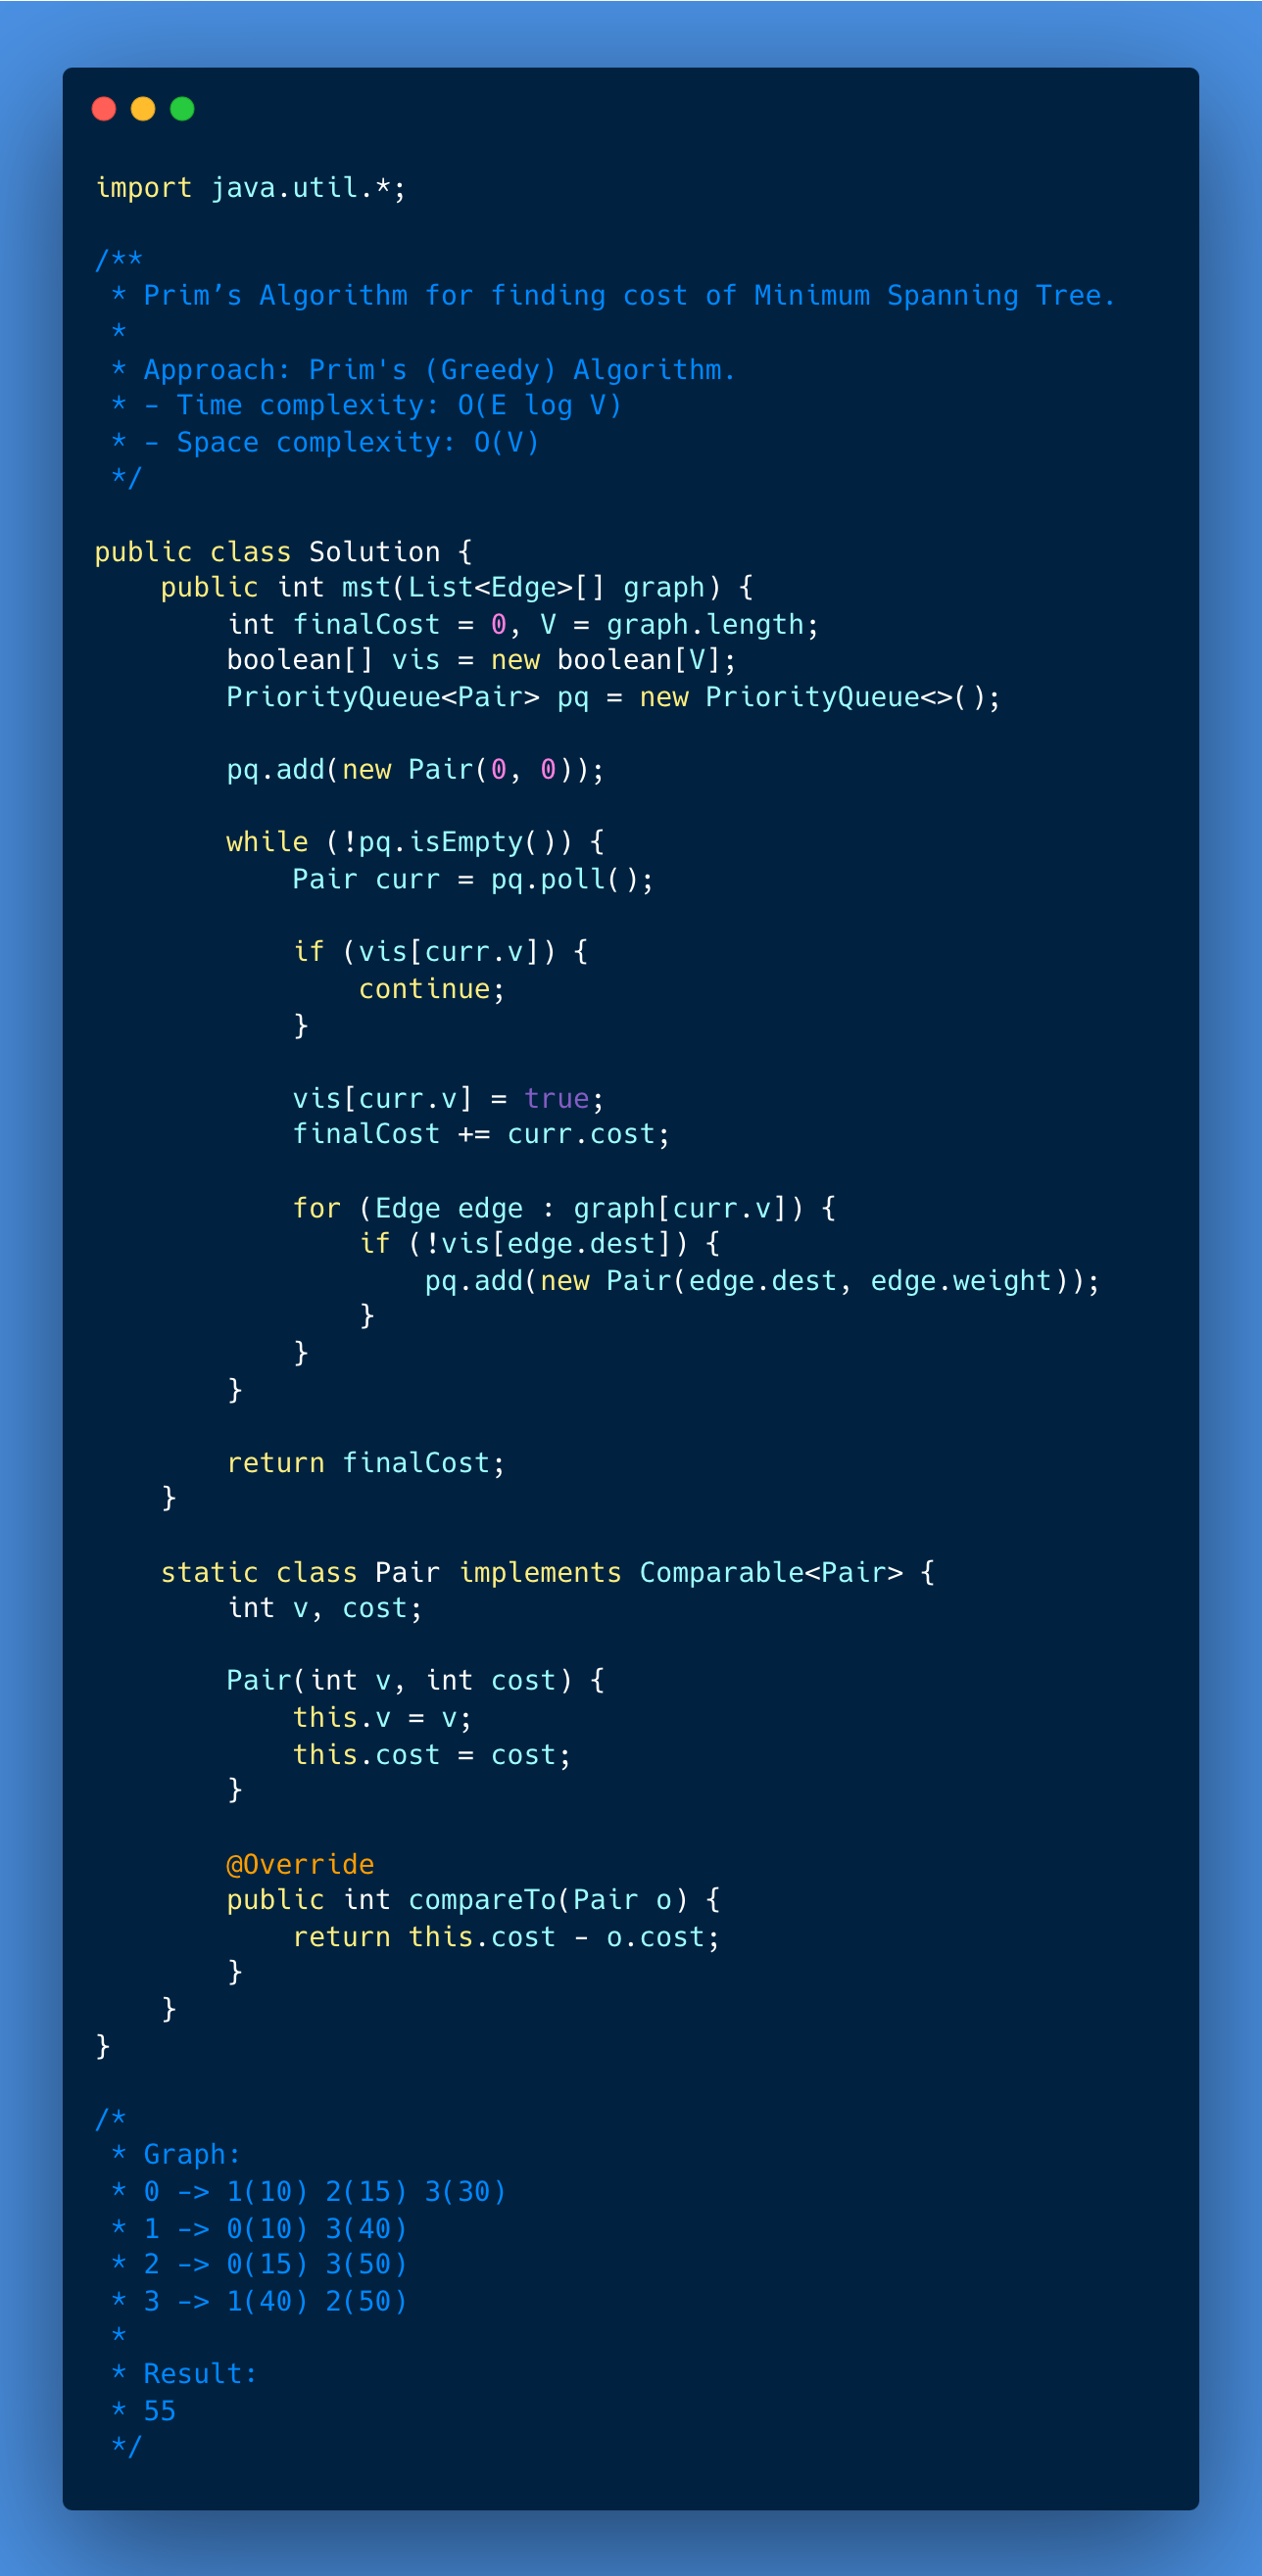 import java.util.*;

/**
 * Prim’s Algorithm for finding cost of Minimum Spanning Tree.
 *
 * Approach: Prim's (Greedy) Algorithm.
 * - Time complexity: O(E log V)
 * - Space complexity: O(V)
 */

public class Solution {
    public int mst(List<Edge>[] graph) {
        int finalCost = 0, V = graph.length;
        boolean[] vis = new boolean[V];
        PriorityQueue<Pair> pq = new PriorityQueue<>();

        pq.add(new Pair(0, 0));

        while (!pq.isEmpty()) {
            Pair curr = pq.poll();

            if (vis[curr.v]) {
                continue;
            }

            vis[curr.v] = true;
            finalCost += curr.cost;

            for (Edge edge : graph[curr.v]) {
                if (!vis[edge.dest]) {
                    pq.add(new Pair(edge.dest, edge.weight));
                }
            }
        }

        return finalCost;
    }

    static class Pair implements Comparable<Pair> {
        int v, cost;

        Pair(int v, int cost) {
            this.v = v;
            this.cost = cost;
        }

        @Override
        public int compareTo(Pair o) {
            return this.cost - o.cost;
        }
    }
}

/*
 * Graph:
 * 0 -> 1(10) 2(15) 3(30)
 * 1 -> 0(10) 3(40)
 * 2 -> 0(15) 3(50)
 * 3 -> 1(40) 2(50)
 *
 * Result:
 * 55
 */